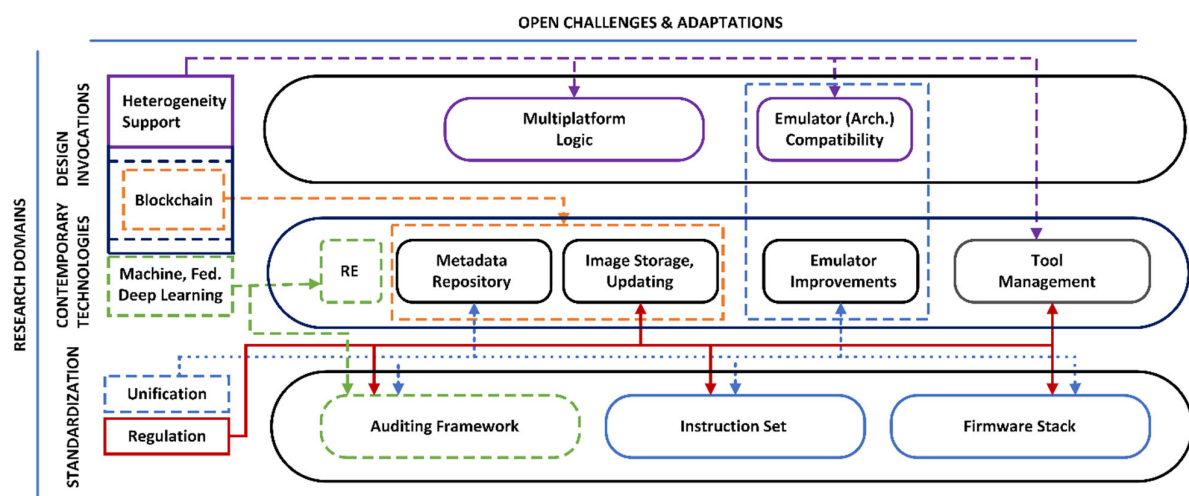 OPEN CHALLENGES & ADAPTATIONS
RESEARCH DOMAINS
DESIGN
INVOCATIONS
Heterogeneity
Support
Multiplatform
Logic
Emulator (Arch.)
Compatibility
CONTEMPORARY
TECHNOLOGIES
Blockchain
Machine, Fed.
Deep Learning
RE
Metadata
Repository
Image Storage,
Updating
Emulator
Improvements
Tool
Management
STANDARDIZATION
Unification
Regulation
Auditing Framework
Instruction Set
Firmware Stack